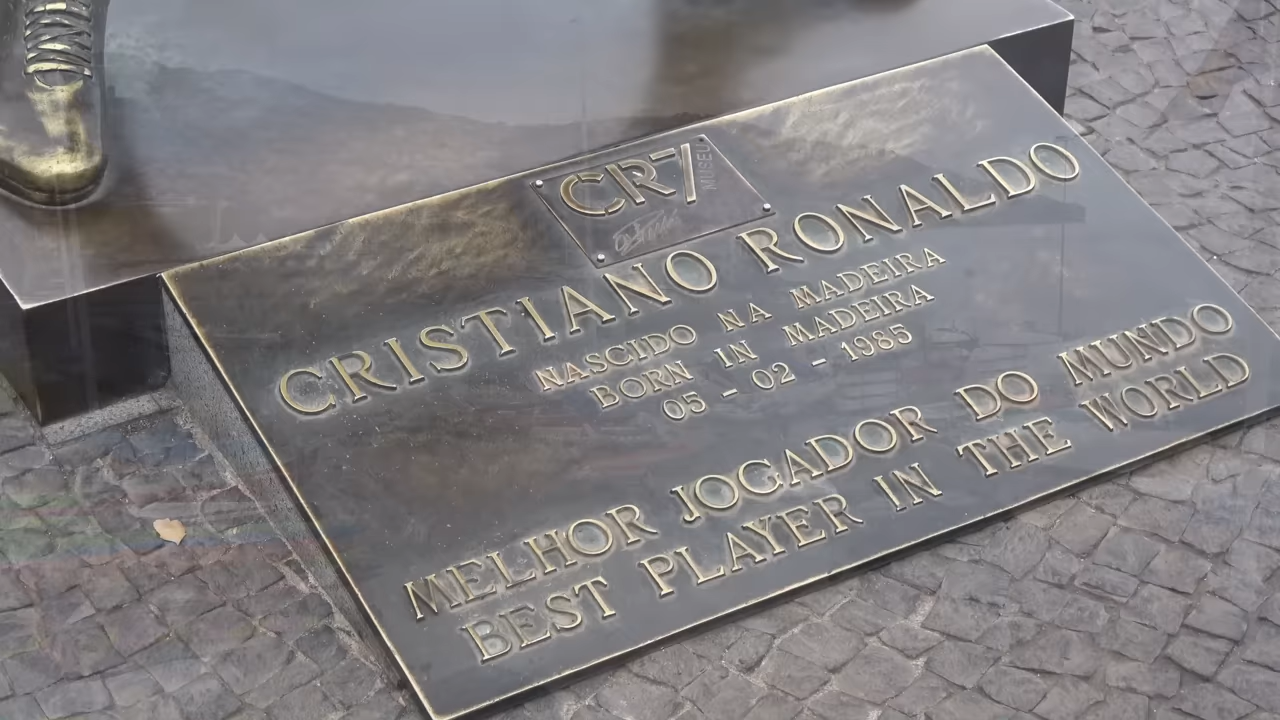 CR7
MUSEU
CRISTIANO RONALDO
NASCIDO NA MADEIRA
BORN IN MADEIRA
05 - 02 - 1985
MELHOR JOGADOR DO MUNDO
BEST PLAYER IN THE WORLD